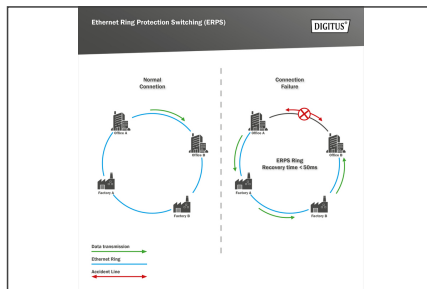 Ethernet Ring Protection Switching (ERPS)
DIGITUS®
Normal
Connetion
Connection
Failure
Office A
Office B
Factory A
Factory B
Office A
Office B
ERPS Ring
Recovery time <50ms
Factory A
Factory B
Data transmission
Ethernet Ring
Accident Line